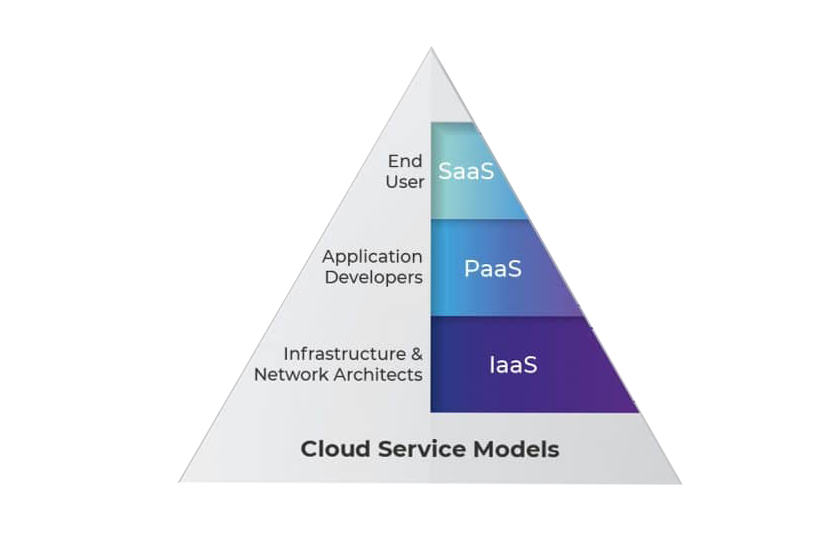 End
User
SaaS
Application
Developers
PaaS
Infrastructure &
Network Architects
IaaS
Cloud Service Models